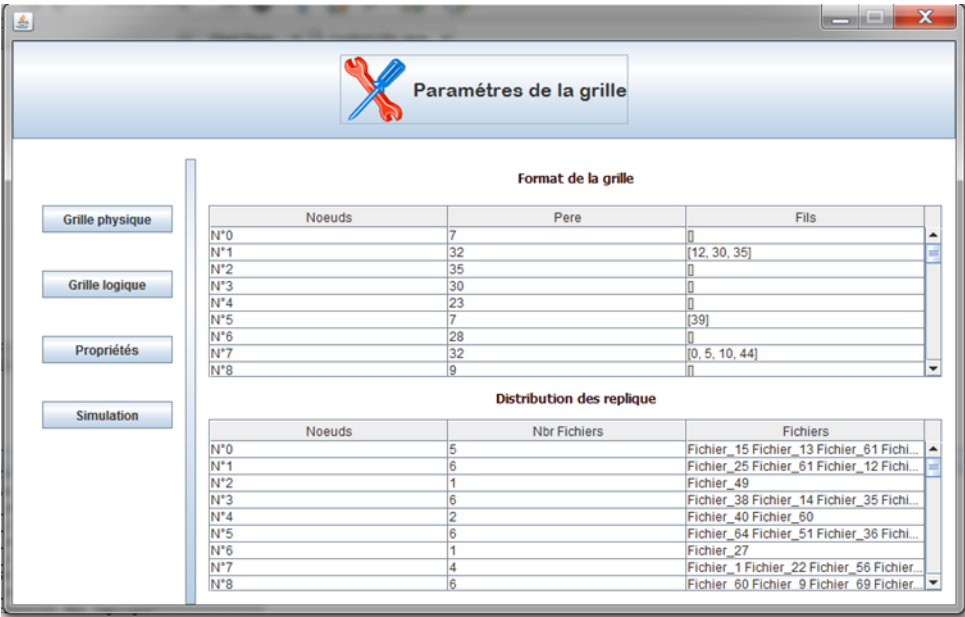 Paramétres de la grille
Grille physique
Grille logique
Propriétés
Simulation
Format de la grille
Noeuds Pere Fils
N°0 7 []
N°1 32 [12, 30, 35]
N°2 35 []
N°3 30 []
N°4 23 []
N°5 7 [39]
N°6 28 []
N°7 32 [0, 5, 10, 44]
N°8 9 []
Distribution des replique
Noeuds Nbr Fichiers Fichiers
N°0 5 Fichier_15 Fichier_13 Fichier_61 Fichi...
N°1 6 Fichier_25 Fichier_61 Fichier_12 Fichi...
N°2 1 Fichier_49
N°3 6 Fichier_38 Fichier_14 Fichier_35 Fichi...
N°4 2 Fichier_40 Fichier_60
N°5 6 Fichier_64 Fichier_51 Fichier_36 Fichi...
N°6 1 Fichier_27
N°7 4 Fichier_1 Fichier_22 Fichier_56 Fichier...
N°8 6 Fichier_60 Fichier_9 Fichier_69 Fichier...